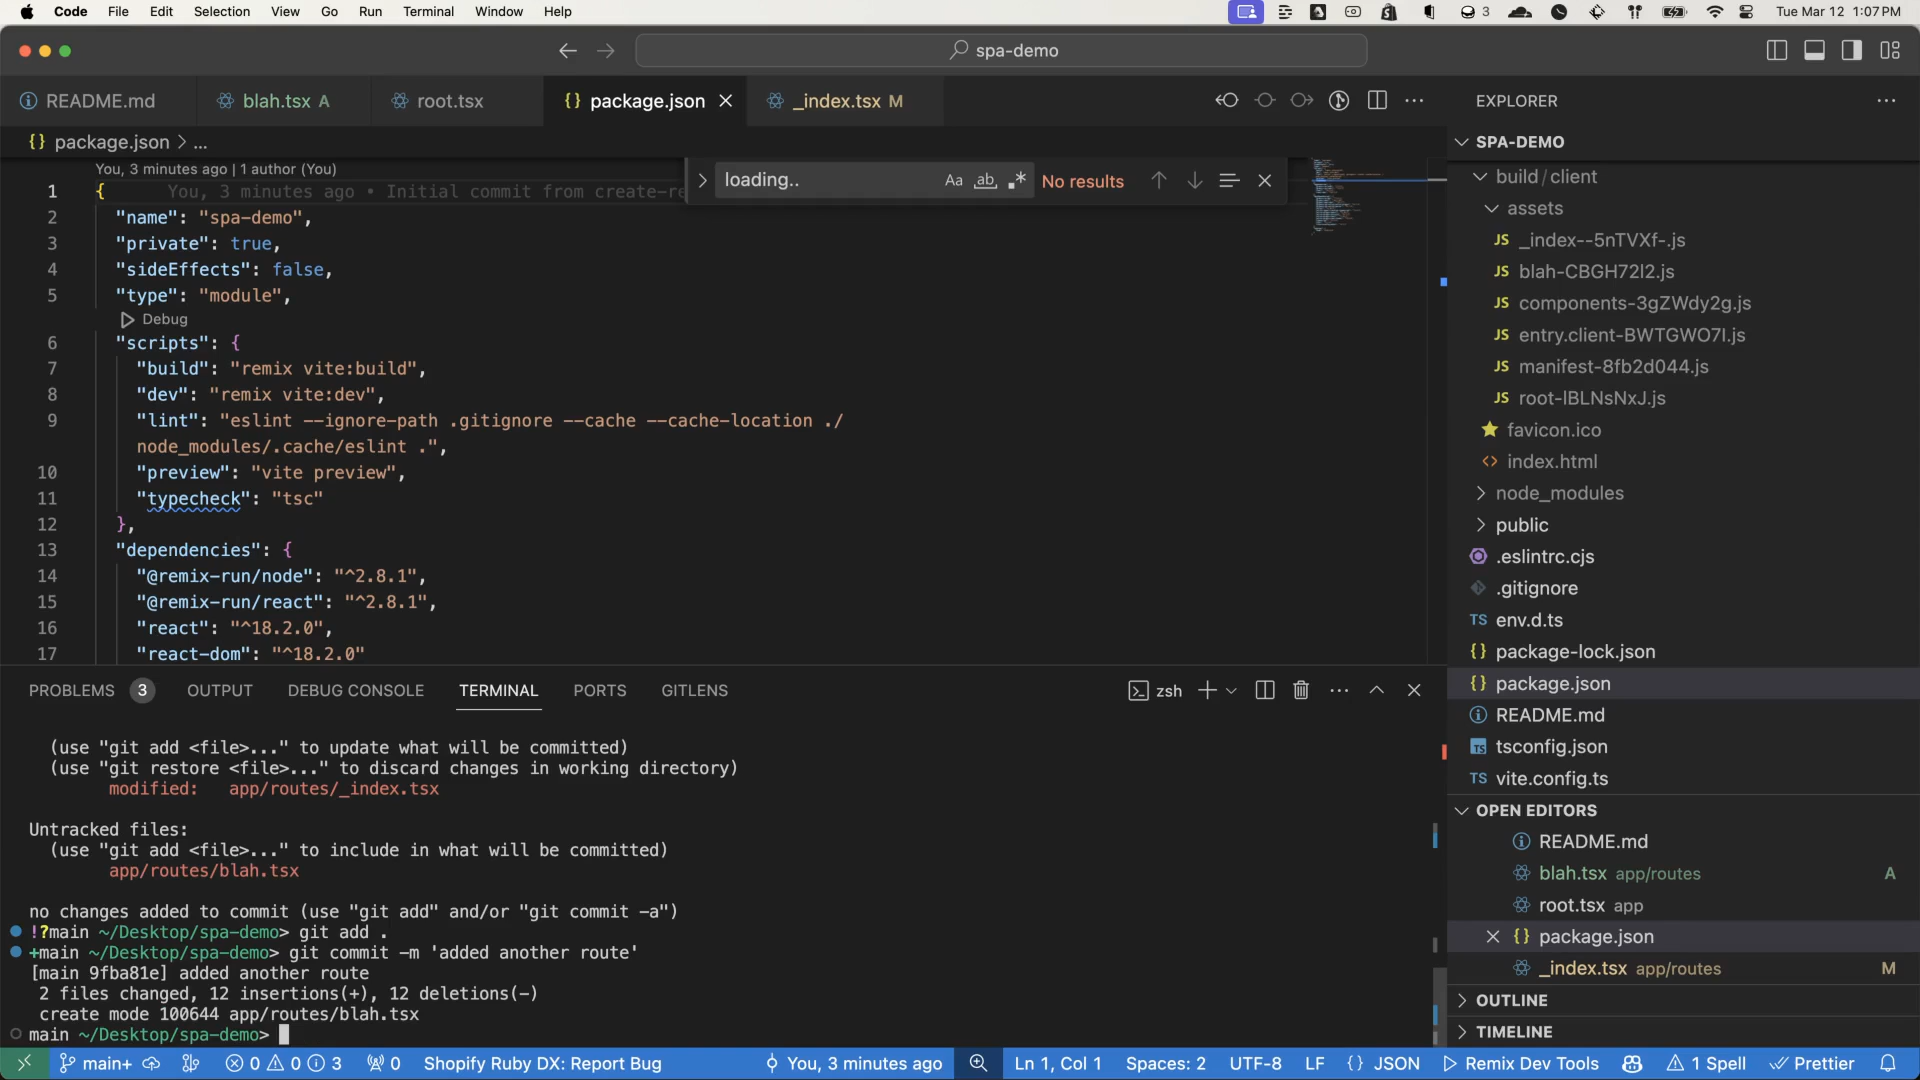 Code File Edit Selection View Go Run Terminal Window Help 3 Tue Mar 12 1:07 PM
spa-demo
README.md blah.tsx A root.tsx {} package.json _index.tsx M
{} package.json > ...
You, 3 minutes ago | 1 author (You)
loading.. Aa ab No results
1 { You, 3 minutes ago • Initial commit from create-re
2 "name": "spa-demo",
3 "private": true,
4 "sideEffects": false,
5 "type": "module",
Debug
6 "scripts": {
7 "build": "remix vite:build",
8 "dev": "remix vite:dev",
9 "lint": "eslint --ignore-path .gitignore --cache --cache-location ./
node_modules/.cache/eslint .",
10 "preview": "vite preview",
11 "typecheck": "tsc"
12 },
13 "dependencies": {
14 "@remix-run/node": "^2.8.1",
15 "@remix-run/react": "^2.8.1",
16 "react": "^18.2.0",
17 "react-dom": "^18.2.0"
PROBLEMS 3 OUTPUT DEBUG CONSOLE TERMINAL PORTS GITLENS zsh
(use "git add <file>..." to update what will be committed)
(use "git restore <file>..." to discard changes in working directory)
modified: app/routes/_index.tsx
Untracked files:
(use "git add <file>..." to include in what will be committed)
app/routes/blah.tsx
no changes added to commit (use "git add" and/or "git commit -a")
!?main ~/Desktop/spa-demo> git add .
+main ~/Desktop/spa-demo> git commit -m 'added another route'
[main 9fba81e] added another route
2 files changed, 12 insertions(+), 12 deletions(-)
create mode 100644 app/routes/blah.tsx
main ~/Desktop/spa-demo>
EXPLORER
SPA-DEMO
build/client
assets
JS _index--5nTVXf-.js
JS blah-CBGH72l2.js
JS components-3gZWdy2g.js
JS entry.client-BWTGWO7I.js
JS manifest-8fb2d044.js
JS root-IBLNsNxJ.js
favicon.ico
<> index.html
node_modules
public
.eslintrc.cjs
.gitignore
TS env.d.ts
{} package-lock.json
{} package.json
README.md
TS tsconfig.json
TS vite.config.ts
OPEN EDITORS
README.md
blah.tsx app/routes A
root.tsx app
{} package.json
_index.tsx app/routes M
OUTLINE
TIMELINE
main+ 0 0 3 0 Shopify Ruby DX: Report Bug You, 3 minutes ago Ln 1, Col 1 Spaces: 2 UTF-8 LF {} JSON Remix Dev Tools 1 Spell Prettier